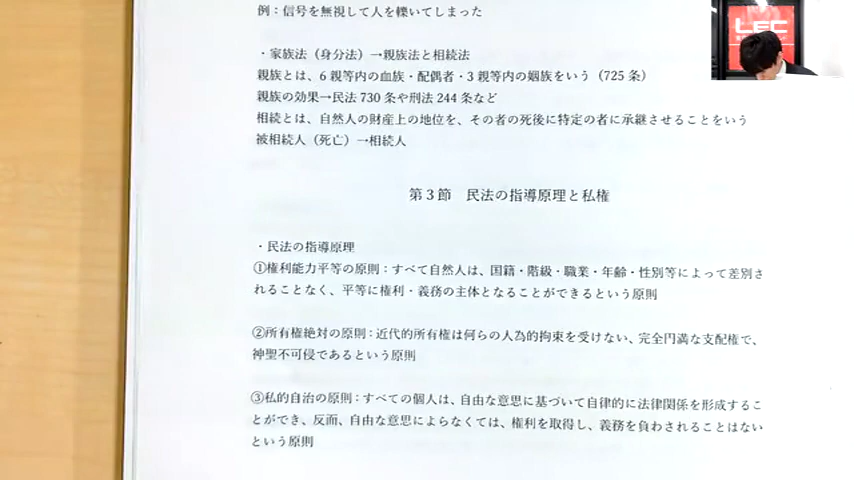 例：信号を無視して人を轢いてしまった
・家族法（身分法）→親族法と相続法
親族とは、6親等内の血族・配偶者・3親等内の姻族をいう（725条）
親族の効果→民法730条や刑法244条など
相続とは、自然人の財産上の地位を、その者の死後に特定の者に承継させることをいう
被相続人（死亡）→相続人
第3節　民法の指導原理と私権
・民法の指導原理
①権利能力平等の原則：すべて自然人は、国籍・階級・職業・年齢・性別等によって差別さ
れることなく、平等に権利・義務の主体となることができるという原則
②所有権絶対の原則：近代的所有権は何らの人為的拘束を受けない、完全円満な支配権で、
神聖不可侵であるという原則
③私的自治の原則：すべての個人は、自由な意思に基づいて自律的に法律関係を形成するこ
とができ、反面、自由な意思によらなくては、権利を取得し、義務を負わされることはない
という原則
LEC